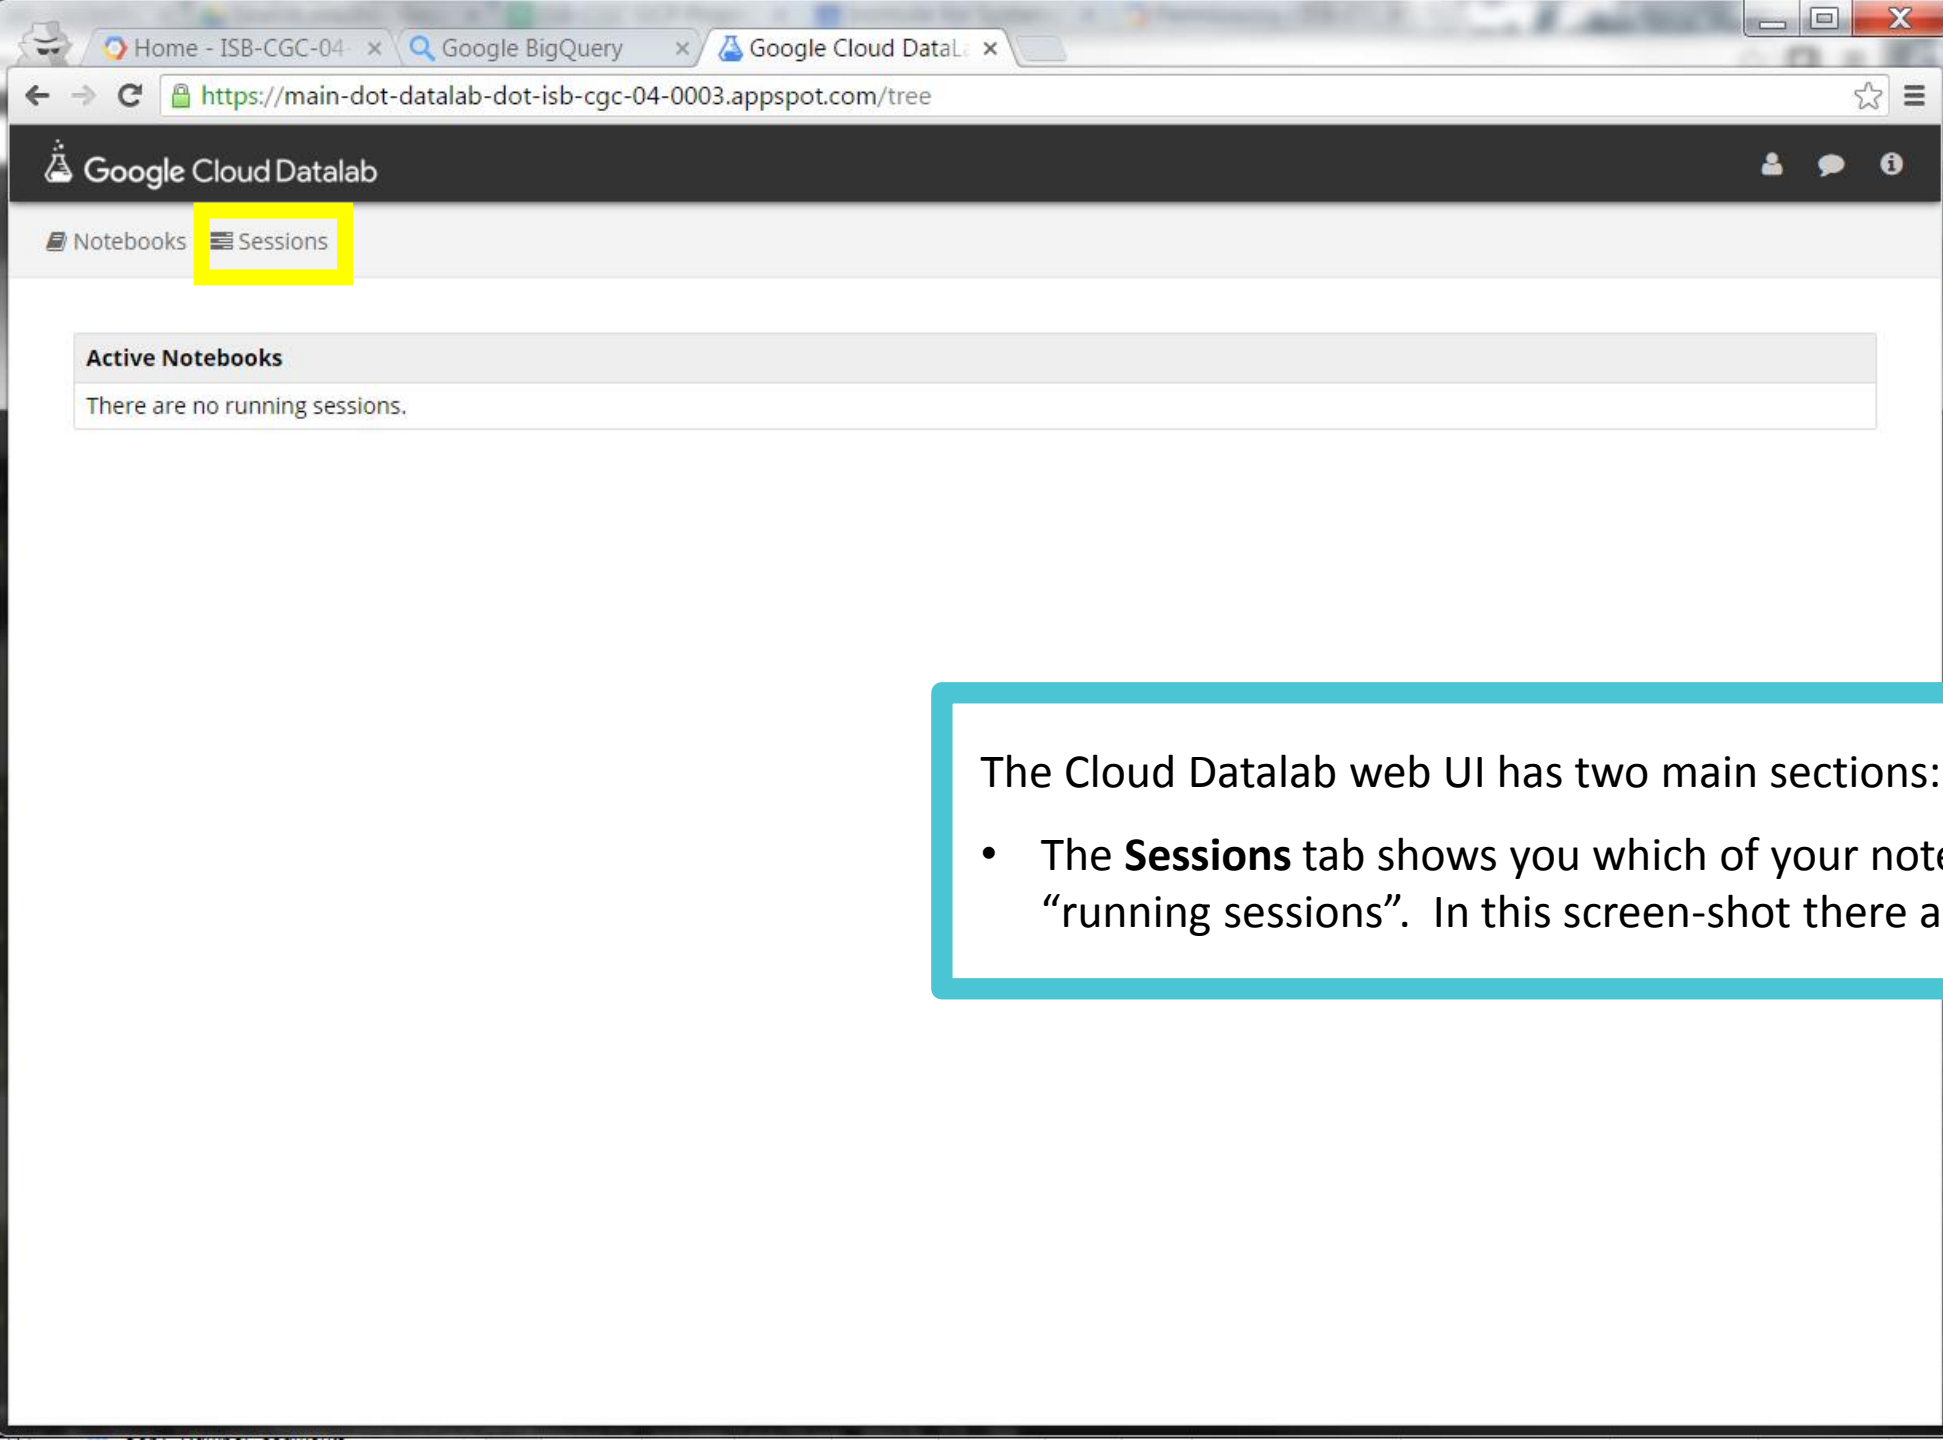 Home - ISB-CGC-04-
Google BigQuery
Google Cloud DataLa
https://main-dot-datalab-dot-isb-cgc-04-0003.appspot.com/tree
Google Cloud Datalab
Notebooks
Sessions
Active Notebooks
There are no running sessions.
The Cloud Datalab web UI has two main sections:
• The Sessions tab shows you which of your note
“running sessions”. In this screen-shot there a